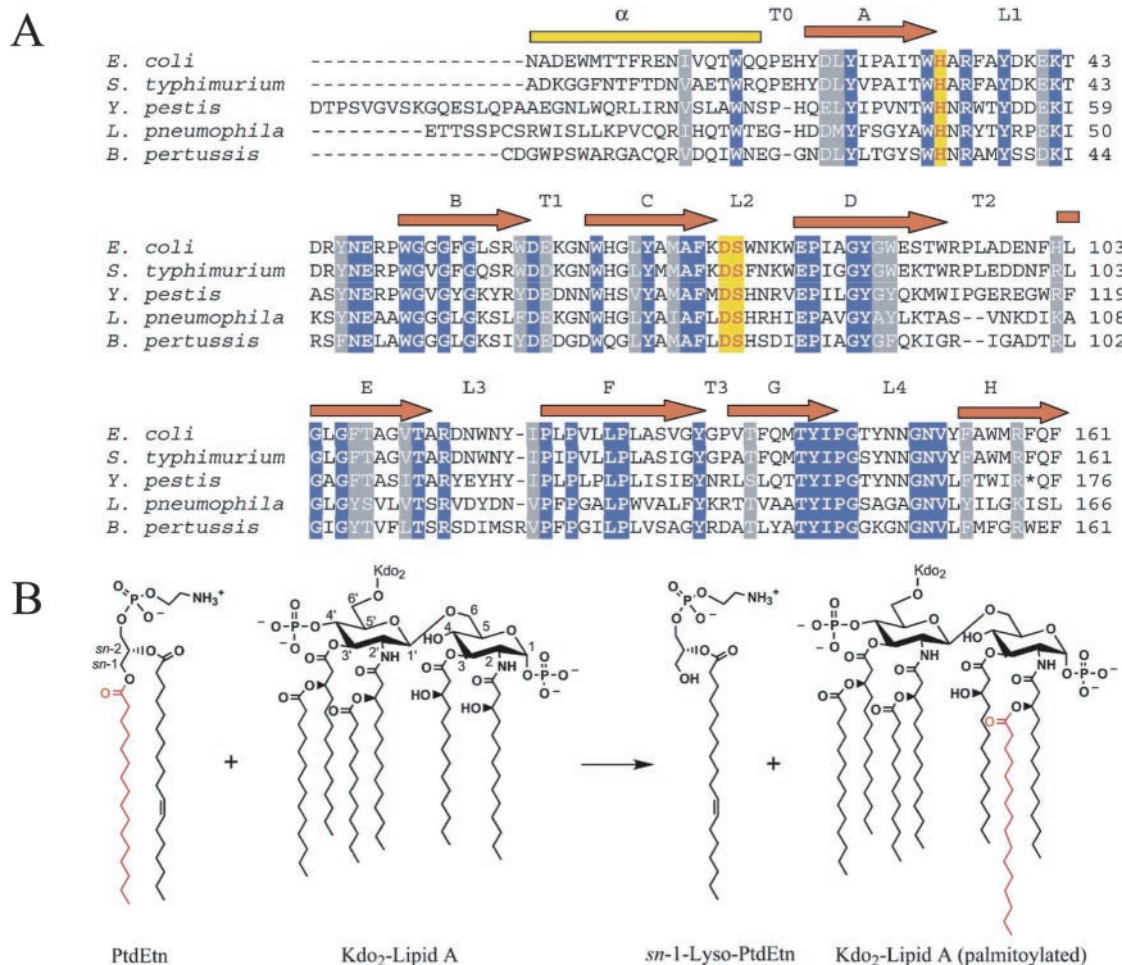 A
α T0 A L1
E. coli -----------------NADEWMTTFRENIVQTWQQPEHYDLYIPAITWHARFAYDKEKT 43
S. typhimurium -----------------ADKGGFNTFTDNVAETWRQPEHYDLYVPAITWHARFAYDKEKT 43
Y. pestis DTPSVGVSKGQESLQPAAEGNLWQRLIRNVSLAWNSP-HQELYIPVNTWHNRWTYDDEKI 59
L. pneumophila ---------ETTSSPCSRWISLLKPVCQRIHQTWTEG-HDDMYFSGYAWHNRYTYRPEKI 50
B. pertussis ---------------CDGWPSWARGACQRVDQIWNEG-GNDLYLTGYSWHNRAMYSSDKI 44
B T1 C L2 D T2
E. coli DRYNERPWGGGFGLSRWDEKGNWHGLYAMAFKDSWNKWEPIAGYGWESTWRPLADENFHL 103
S. typhimurium DRYNERPWGVGFGQSRWDDKGNWHGLYMMAFKDSFNKWEPIGGYGWEKTWRPLEDDNFRL 103
Y. pestis ASYNERPWGVGYGKYRYDEDNNWHSVYAMAFMDSHNRVEPILGYGYQKMWIPGEREGWRF 119
L. pneumophila KSYNEAAWGGGLGKSLFDEKGNWHGLYAIAFLDSHRHIEPAVGYAYLKTAS--VNKDIKA 108
B. pertussis RSFNELAWGGGLGKSIYDEDGDWQGLYAMAFLDSHSDIEPIAGYGFQKIGR--IGADTRL 102
E L3 F T3 G L4 H
E. coli GLGFTAGVTARDNWNY-IPLPVLLPLASVGYGPVTFQMTYIPGTYNNGNVYFAWMRFQF 161
S. typhimurium GLGFTAGVTARDNWNY-IPIPVLLPLASIGYGPATFQMTYIPGSYNNGNVYFAWMRFQF 161
Y. pestis GAGFTASITARYEYHY-IPLPLPLPLISIEYNRLSLQTTYIPGTYNNGNVLFTWIR*QF 176
L. pneumophila GLGYSVLVTSRVDYDN-VPFPGALPWVALFYKRTTVAATYIPGSAGAGNVLYILGKISL 166
B. pertussis GIGYTVFLTSRSDIMSRVPFPGILPLVSAGYRDATLYATYIPGGKGNGNVLFMFGRWEF 161
B
PtdEtn + Kdo2-Lipid A sn-1-Lyso-PtdEtn + Kdo2-Lipid A (palmitoylated)